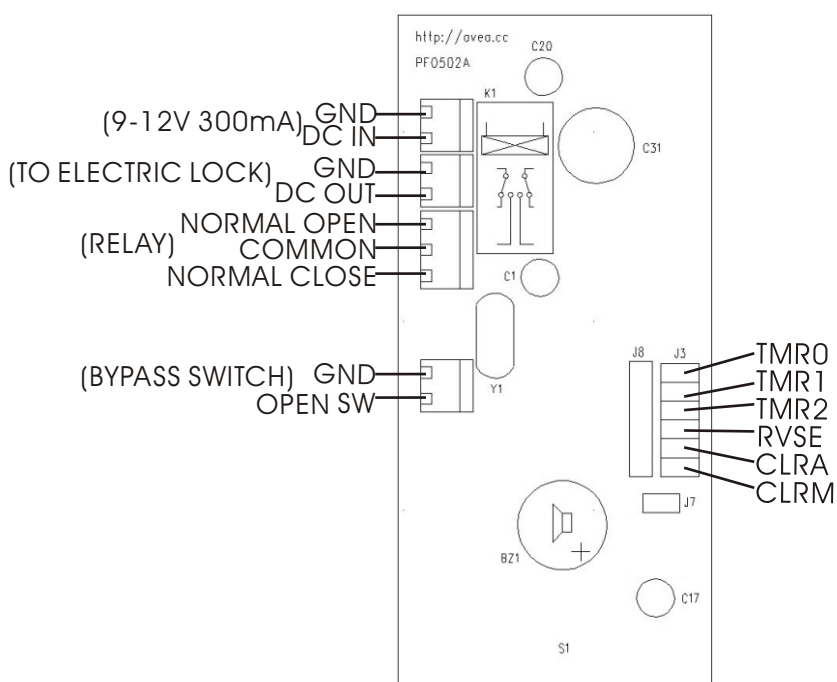 http://avea.cc
PF0502A
C20
K1
C31
(9-12V 300mA)
GND
DC IN
(TO ELECTRIC LOCK)
GND
DC OUT
(RELAY)
NORMAL OPEN
COMMON
NORMAL CLOSE
C1
Y1
(BYPASS SWITCH)
GND
OPEN SW
J8
J3
TMR0
TMR1
TMR2
RVSE
CLRA
CLRM
J7
BZ1
C17
S1